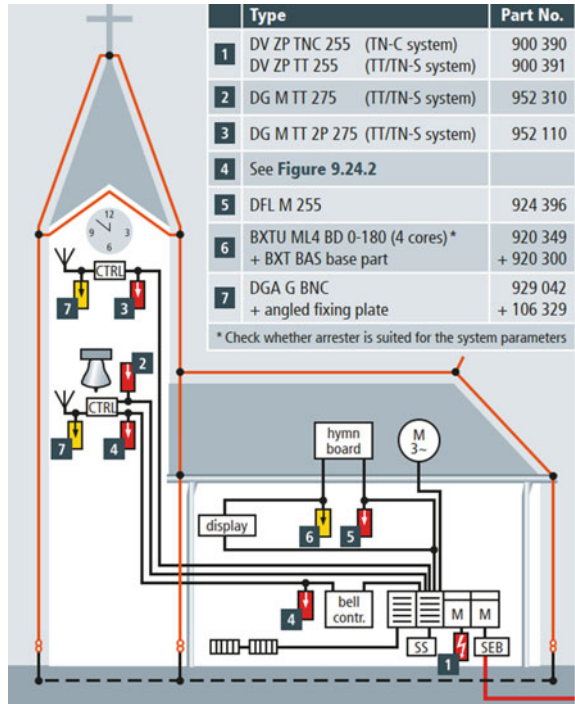 Type Part No.
1 DV ZP TNC 255 (TN-C system) 900 390
DV ZP TT 255 (TT/TN-S system) 900 391
2 DG M TT 275 (TT/TN-S system) 952 310
3 DG M TT 2P 275 (TT/TN-S system) 952 110
4 See Figure 9.24.2
5 DFL M 255 924 396
6 BXTU ML4 BD 0-180 (4 cores)* 920 349
+ BXT BAS base part + 920 300
7 DGA G BNC 929 042
+ angled fixing plate + 106 329
* Check whether arrester is suited for the system parameters
12
9 3
6
CTRL
7 3
2
CTRL
7 4
hymn
board
M
3~
display
6 5
4
bell
contr.
M M
SS 1 SEB